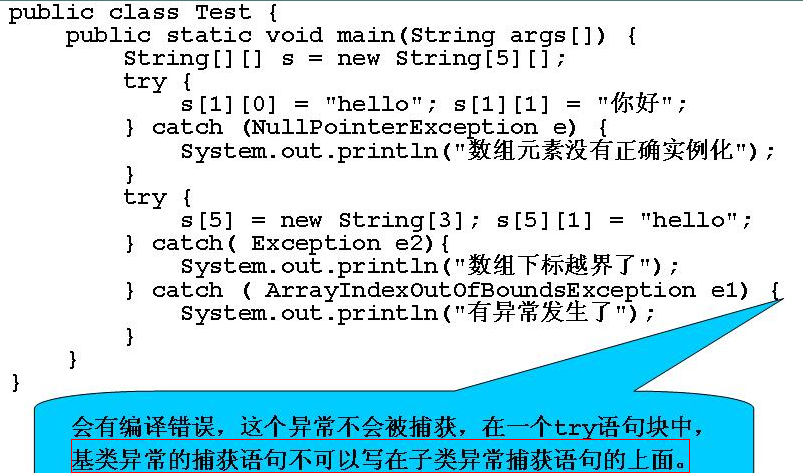 public class Test {
public static void main(String args[]) {
String[][] s = new String[5][];
try {
s[1][0] = "hello"; s[1][1] = "你好";
} catch (NullPointerException e) {
System.out.println("数组元素没有正确实例化");
}
try {
s[5] = new String[3]; s[5][1] = "hello";
} catch( Exception e2){
System.out.println("数组下标越界了");
} catch ( ArrayIndexOutOfBoundsException e1) {
System.out.println("有异常发生了");
}
}
}
会有编译错误，这个异常不会被捕获，在一个try语句块中，
基类异常的捕获语句不可以写在子类异常捕获语句的上面。